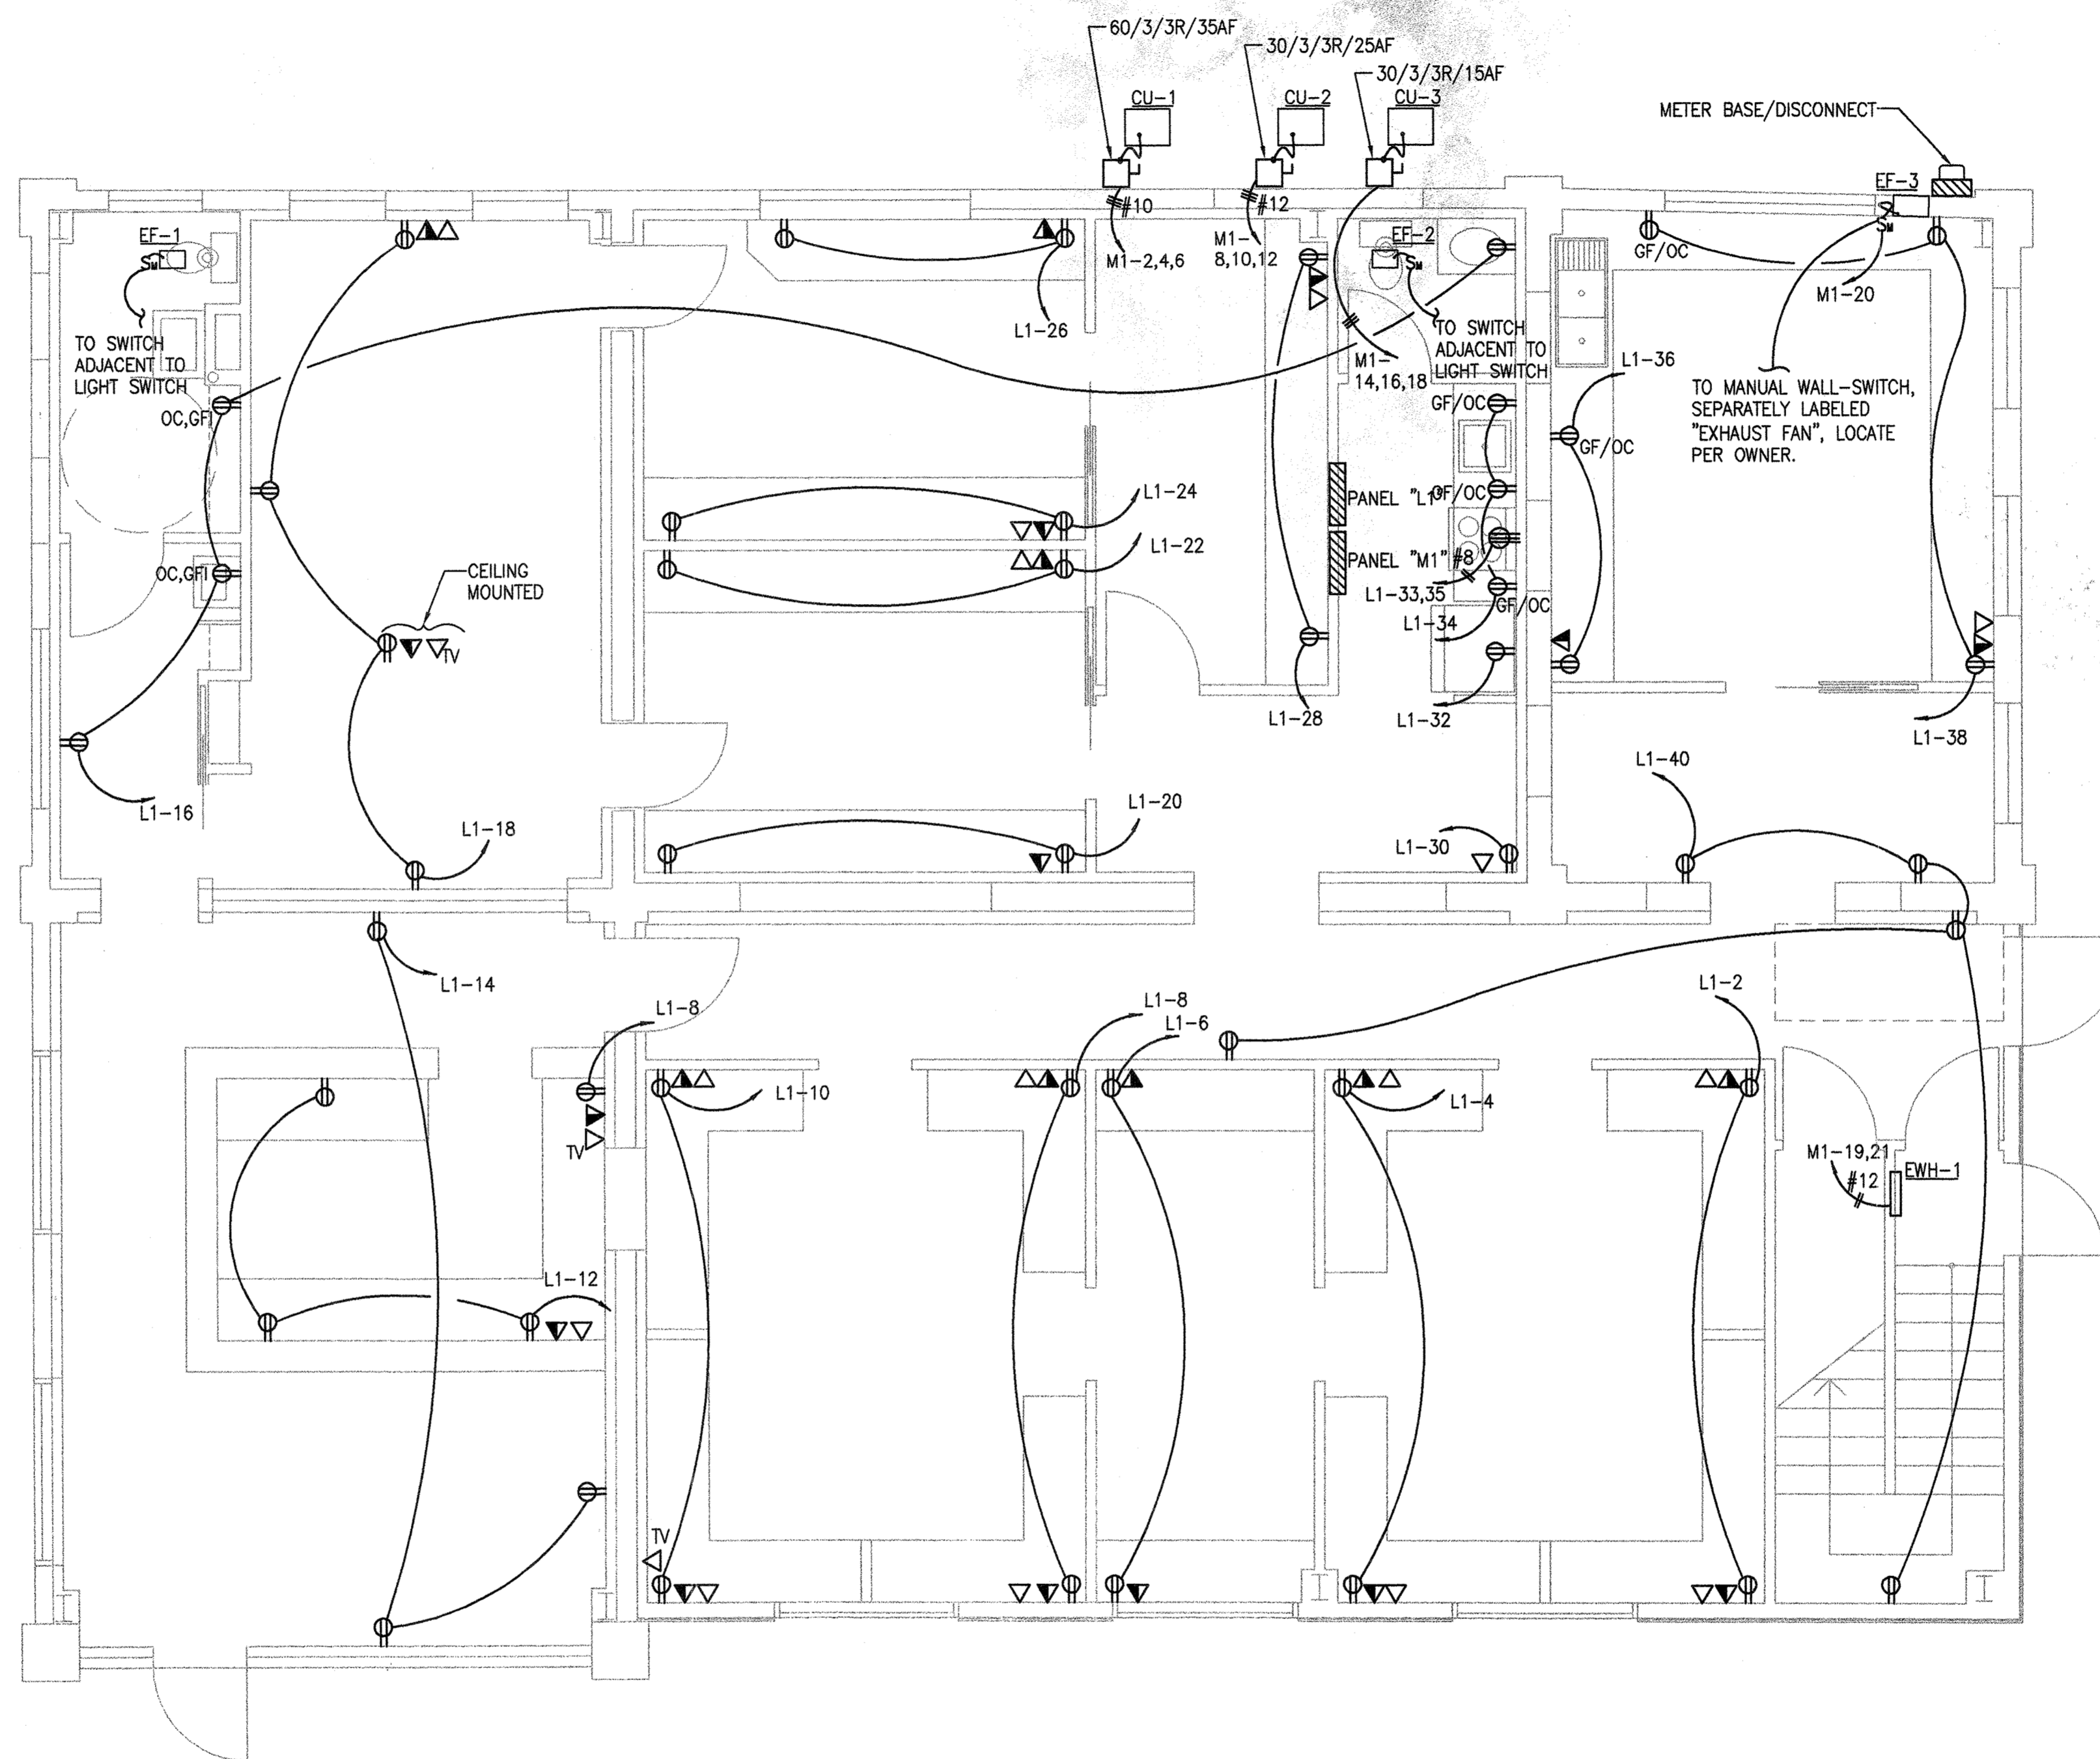 60/3/3R/35AF
30/3/3R/25AF
30/3/3R/15AF
CU-1
CU-2
CU-3
METER BASE/DISCONNECT
EF-3
SM
#10
#12
M1-2,4,6
M1-
8,10,12
EF-1
SM
EF-2
SM
GF/OC
M1-20
L1-26
TO SWITCH
ADJACENT TO
LIGHT SWITCH
TO SWITCH
ADJACENT TO
LIGHT SWITCH
M1-
14,16,18
L1-36
TO MANUAL WALL-SWITCH,
SEPARATELY LABELED
"EXHAUST FAN", LOCATE
PER OWNER.
OC,GFI
GF/OC
GF/OC
L1-24
PANEL "L1"
GF/OC
L1-22
PANEL "M1"
#8
OC,GFI
CEILING
MOUNTED
L1-33,35
GF/OC
L1-34
TV
L1-28
L1-32
L1-38
L1-40
L1-16
L1-18
L1-20
L1-30
L1-14
L1-8
L1-8
L1-6
L1-2
L1-10
L1-4
TV
M1-19,21
#12
EWH-1
L1-12
TV